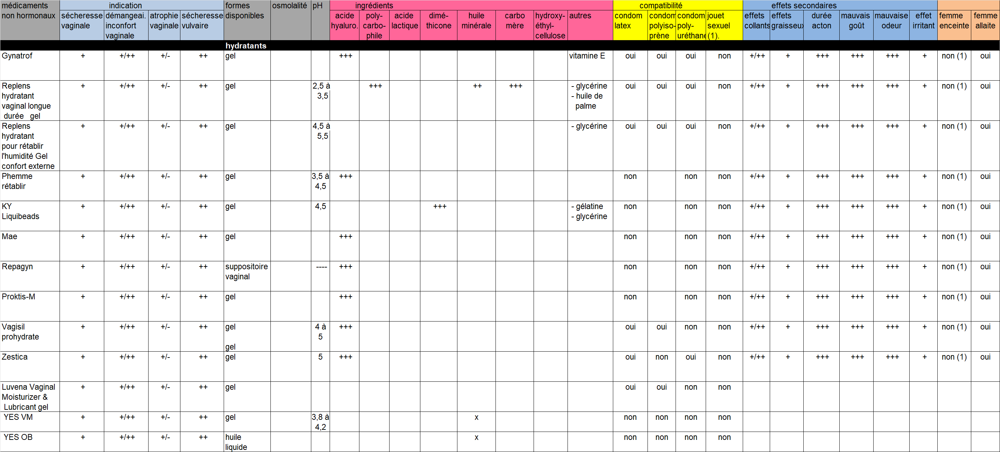 médicaments non hormonaux | indication | formes disponibles | osmolalité | pH | ingrédients | compatibilité | effets secondaires
sécheresse vaginale | démangeai. inconfort vaginale | atrophie vaginale | sécheresse vulvaire | acide hyaluro. | poly-carbo-phile | acide lactique | dimé-thicone | huile minérale | carbo mère | hydroxy-éthyl-cellulose | autres | condom latex | condom polyiso-prène | condom poly-uréthane | jouet sexuel (1). | effets collants | effets graisseux | durée acton | mauvais goût | mauvaise odeur | effet irritant | femme enceinte | femme allaite
hydratants
Gynatrof | + | +/++ | +/- | ++ | gel | +++ | vitamine E | oui | oui | oui | non | +/++ | + | +++ | +++ | +++ | + | non (1) | oui
Replens hydratant vaginal longue durée gel | + | +/++ | +/- | ++ | gel | 2,5 à 3,5 | +++ | ++ | +++ | - glycérine - huile de palme | oui | oui | oui | non | +/++ | + | +++ | +++ | +++ | + | non (1) | oui
Replens hydratant pour rétablir l'humidité Gel confort externe | + | +/++ | +/- | ++ | gel | 4,5 à 5,5 | - glycérine | oui | oui | oui | non | +/++ | + | +++ | +++ | +++ | + | non (1) | oui
Phemme rétablir | + | +/++ | +/- | ++ | gel | 3,5 à 4,5 | +++ | non | non | non | +/++ | + | +++ | +++ | +++ | + | non (1) | oui
KY Liquibeads | + | +/++ | +/- | ++ | gel | 4,5 | +++ | - gélatine - glycérine | non | non | non | +/++ | + | +++ | +++ | +++ | + | non (1) | oui
Mae | + | +/++ | +/- | ++ | gel | +++ | non | non | non | +/++ | + | +++ | +++ | +++ | + | non (1) | oui
Repagyn | + | +/++ | +/- | ++ | suppositoire vaginal | ---- | +++ | non | non | non | +/++ | + | +++ | +++ | +++ | + | non (1) | oui
Proktis-M | + | +/++ | +/- | ++ | gel | +++ | non | non | non | +/++ | + | +++ | +++ | +++ | + | non (1) | oui
Vagisil prohydrate | + | +/++ | +/- | ++ | gel gel | 4 à 5 | +++ | oui | oui | non | non | +/++ | + | +++ | +++ | +++ | + | non (1) | oui
Zestica | + | +/++ | +/- | ++ | gel | 5 | +++ | oui | non | oui | non | +/++ | + | +++ | +++ | +++ | + | non (1) | oui
Luvena Vaginal Moisturizer & Lubricant gel | + | +/++ | +/- | ++ | gel | oui | oui | non | non
YES VM | + | +/++ | +/- | ++ | gel | 3,8 à 4,2 | x | non | non | non | non
YES OB | + | +/++ | +/- | ++ | huile liquide | x | non | non | non | non